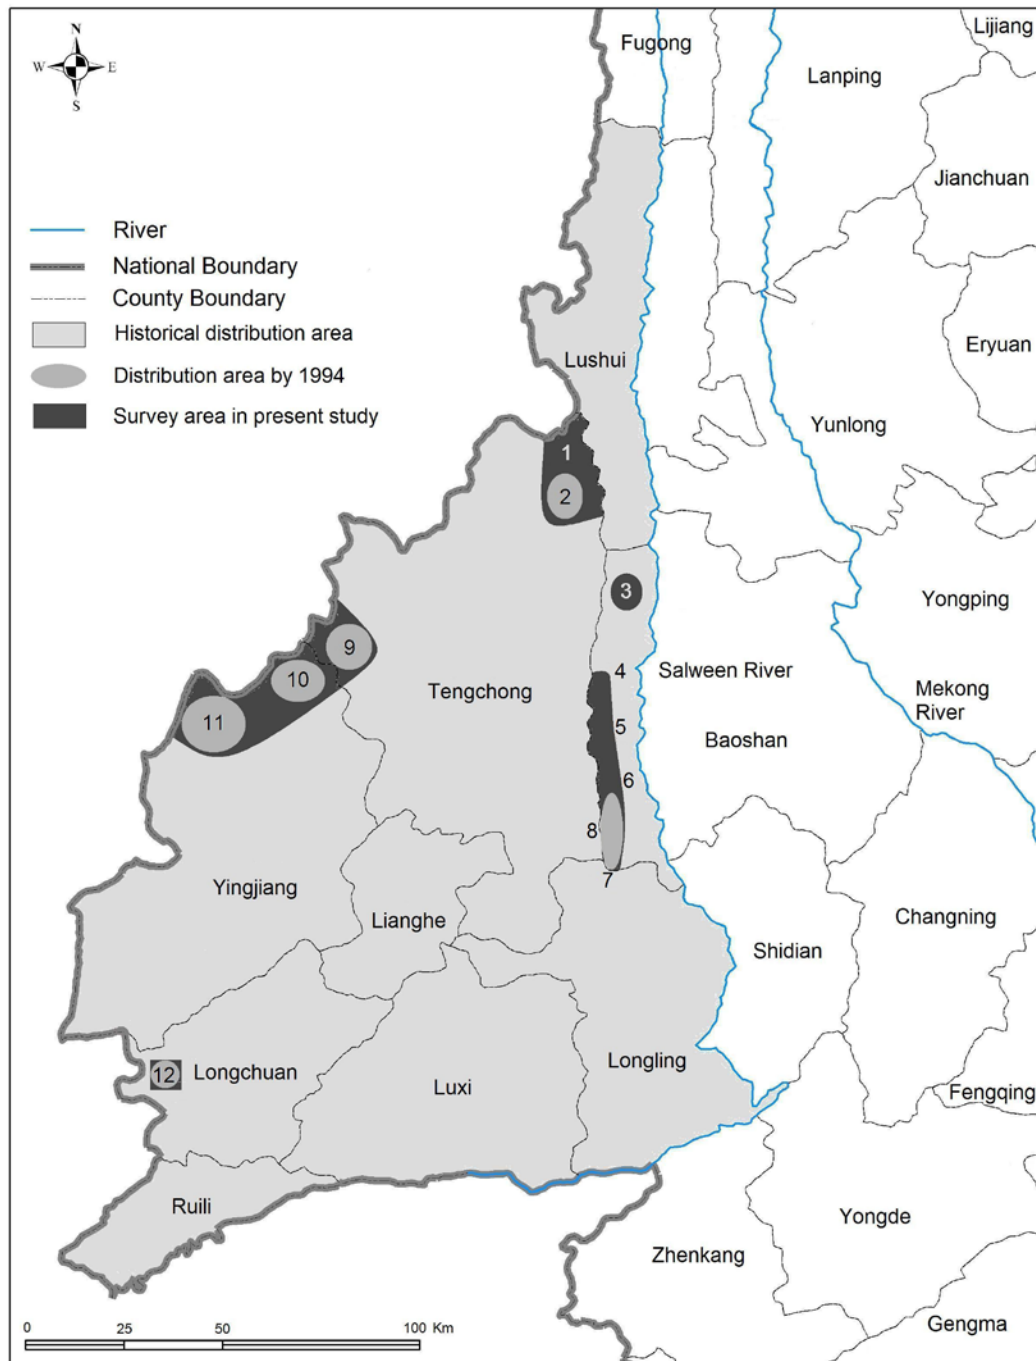 N
W E
S
River
National Boundary
County Boundary
Historical distribution area
Distribution area by 1994
Survey area in present study
Fugong
Lijiang
Lanping
Jianchuan
Eryuan
Lushui
Yunlong
1
2
3
Yongping
9
10
11
Tengchong
4
Salween River
Mekong
River
5
Baoshan
6
8
7
Yingjiang
Lianghe
Changning
Shidian
12
Longchuan
Luxi
Longling
Fengqing
Ruili
Yongde
Zhenkang
Gengma
0 25 50 100 Km